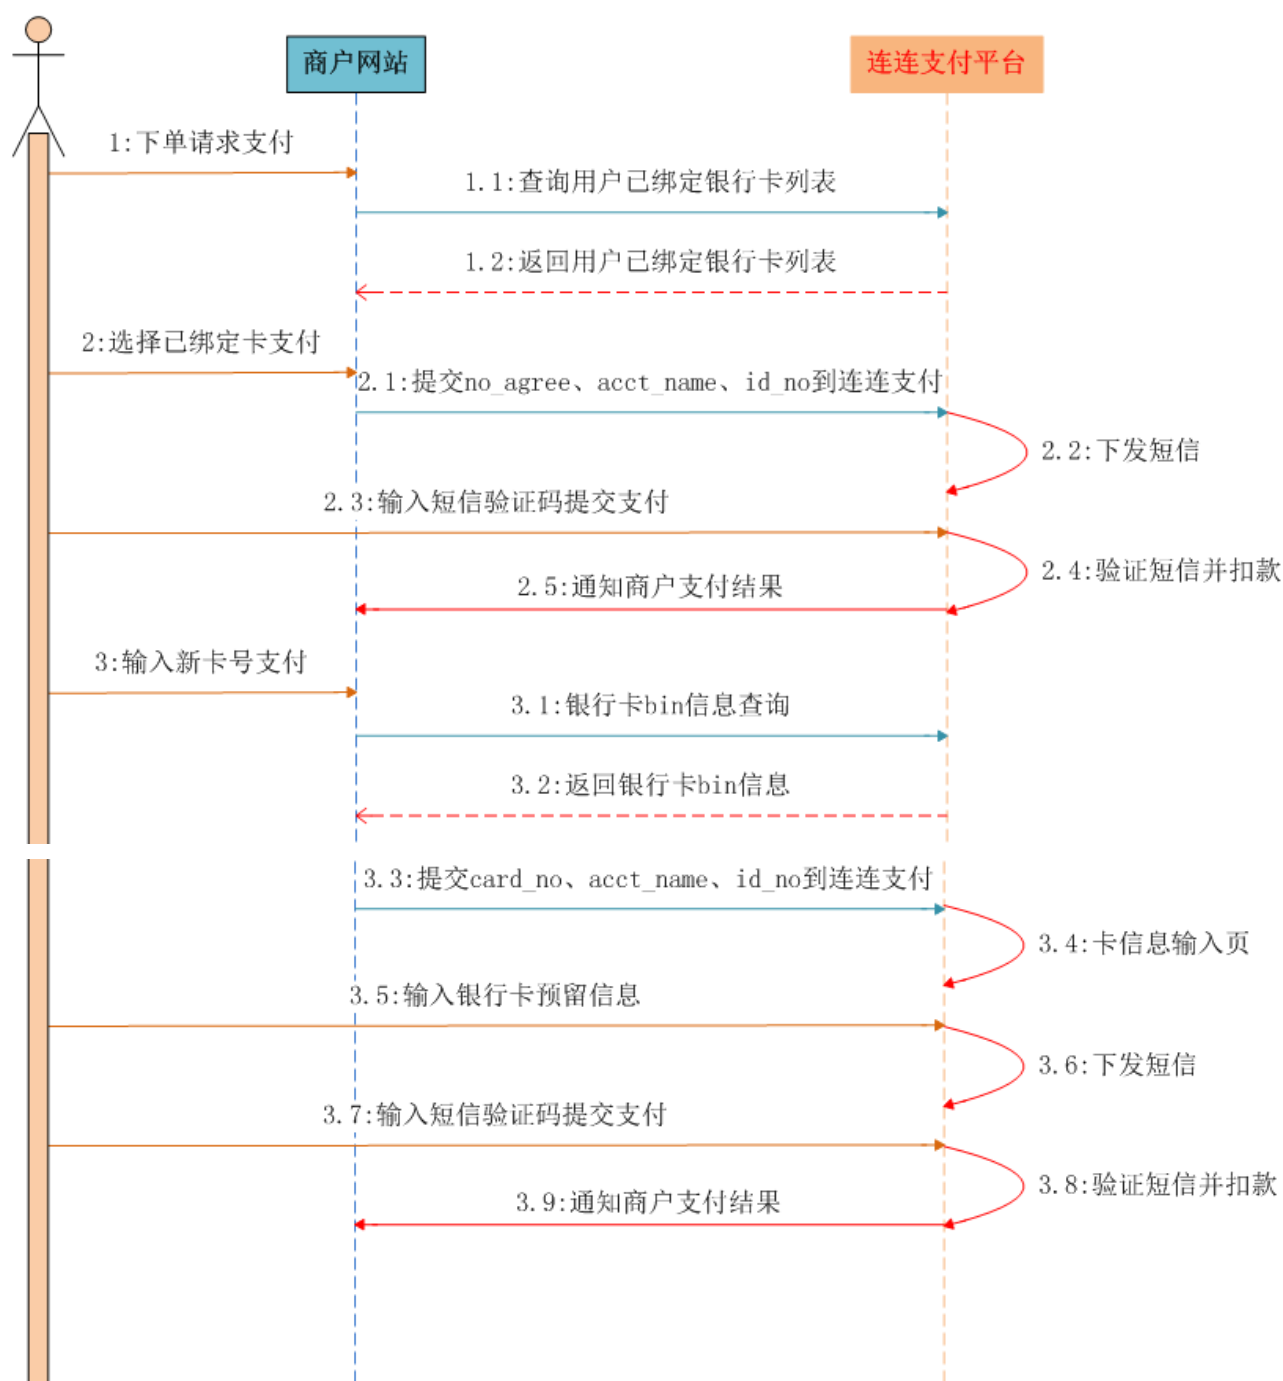 商户网站
连连支付平台
1:下单请求支付
1.1:查询用户已绑定银行卡列表
1.2:返回用户已绑定银行卡列表
2:选择已绑定卡支付
2.1:提交no_agree、acct_name、id_no到连连支付
2.2:下发短信
2.3:输入短信验证码提交支付
2.4:验证短信并扣款
2.5:通知商户支付结果
3:输入新卡号支付
3.1:银行卡bin信息查询
3.2:返回银行卡bin信息
3.3:提交card_no、acct_name、id_no到连连支付
3.4:卡信息输入页
3.5:输入银行卡预留信息
3.6:下发短信
3.7:输入短信验证码提交支付
3.8:验证短信并扣款
3.9:通知商户支付结果